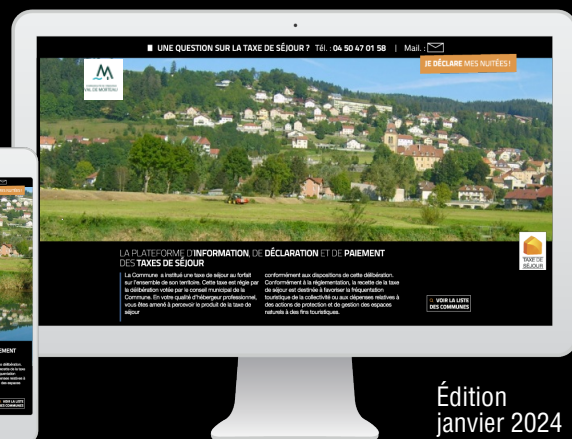 UNE QUESTION SUR LA TAXE DE SÉJOUR ? Tél. : 04 50 47 01 58 | Mail. :
JE DÉCLARE MES NUITÉES !
VAL DE MORTEAU
LA PLATEFORME D'INFORMATION, DE DÉCLARATION ET DE PAIEMENT
DES TAXES DE SÉJOUR
La Commune a institué une taxe de séjour au forfait
sur l'ensemble de son territoire. Cette taxe est régie par
la délibération votée par le conseil municipal de la
Commune. En votre qualité d'hébergeur professionnel,
vous êtes amené à percevoir le produit de la taxe de
séjour
conformément aux dispositions de cette délibération.
Conformément à la réglementation, la recette de la taxe
de séjour est destinée à favoriser la fréquentation
touristique de la collectivité ou aux dépenses relatives à
des actions de protection et de gestion des espaces
naturels à des fins touristiques.
TAXE DE
SÉJOUR
VOIR LA LISTE
DES COMMUNES
Édition
janvier 2024